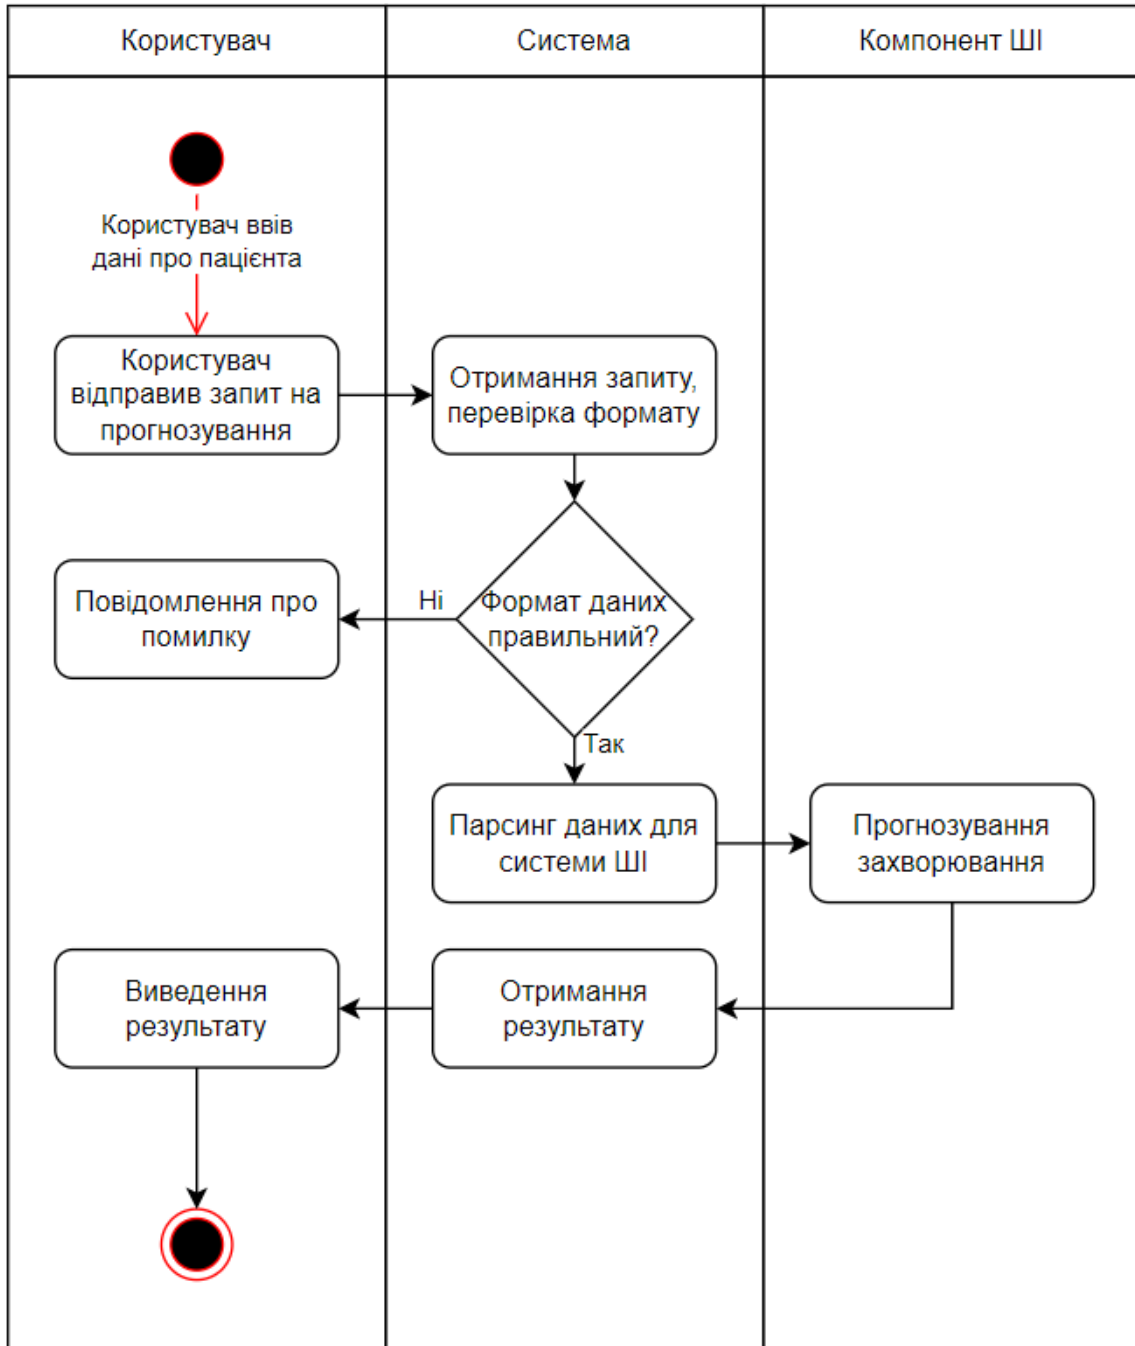 Користувач
Система
Компонент ШІ
Користувач ввів
дані про пацієнта
Користувач
відправив запит на
прогнозування
Отримання запиту,
перевірка формату
Повідомлення про
помилку
Ні
Формат даних
правильний?
Так
Парсинг даних для
системи ШІ
Прогнозування
захворювання
Виведення
результату
Отримання
результату